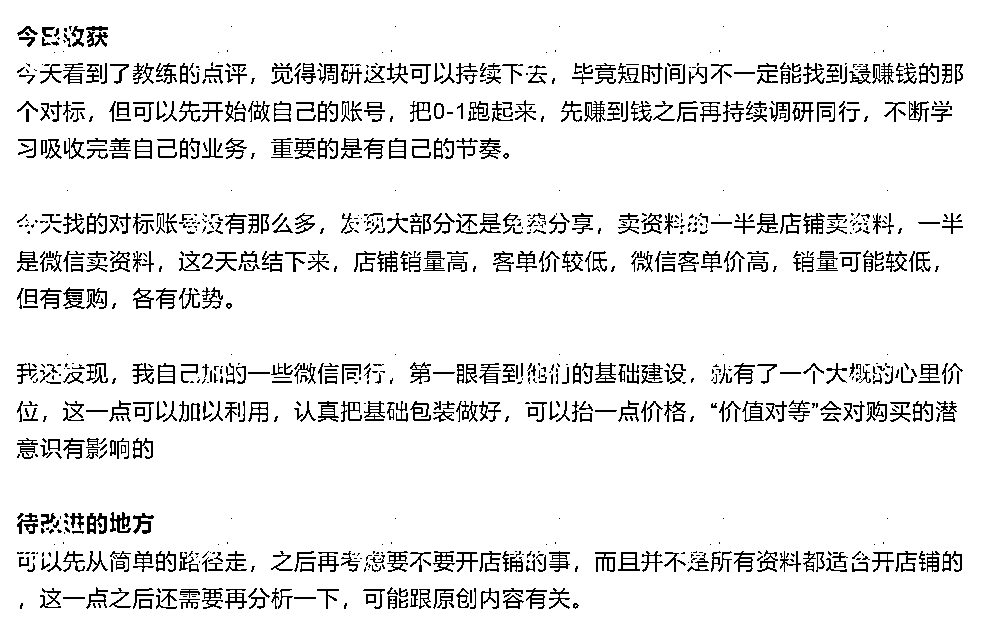 今日收获
今天看到了教练的点评，觉得调研这块可以持续下去，毕竟短时间内不一定能找到最赚钱的那
个对标，但可以先开始做自己的账号，把0-1跑起来，先赚到钱之后再持续调研同行，不断学
习吸收完善自己的业务，重要的是有自己的节奏。
今天找的对标账号没有那么多，发现大部分还是免费分享，卖资料的一半是店铺卖资料，一半
是微信卖资料，这2天总结下来，店铺销量高，客单价较低，微信客单价高，销量可能较低，
但有复购，各有优势。
我还发现，我自己加的一些微信同行，第一眼看到他们的基础建设，就有了一个大概的心里价
位，这一点可以加以利用，认真把基础包装做好，可以抬一点价格，“价值对等”会对购买的潜
意识有影响的
待改进的地方
可以先从简单的路径走，之后再考虑要不要开店铺的事，而且并不是所有资料都适合开店铺的
，这一点之后还需要再分析一下，可能跟原创内容有关。